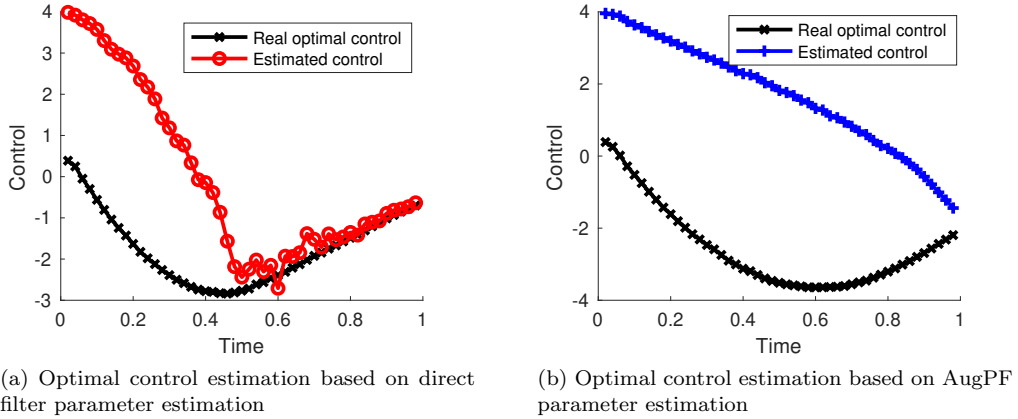 4
3
2
1
0
-1
-2
-3
Control
Real optimal control
Estimated control
0
0.2
0.4
0.6
0.8
1
Time
(a) Optimal control estimation based on direct
filter parameter estimation
4
2
0
-2
-4
Control
Real optimal control
Estimated control
0
0.2
0.4
0.6
0.8
1
Time
(b) Optimal control estimation based on AugPF
parameter estimation